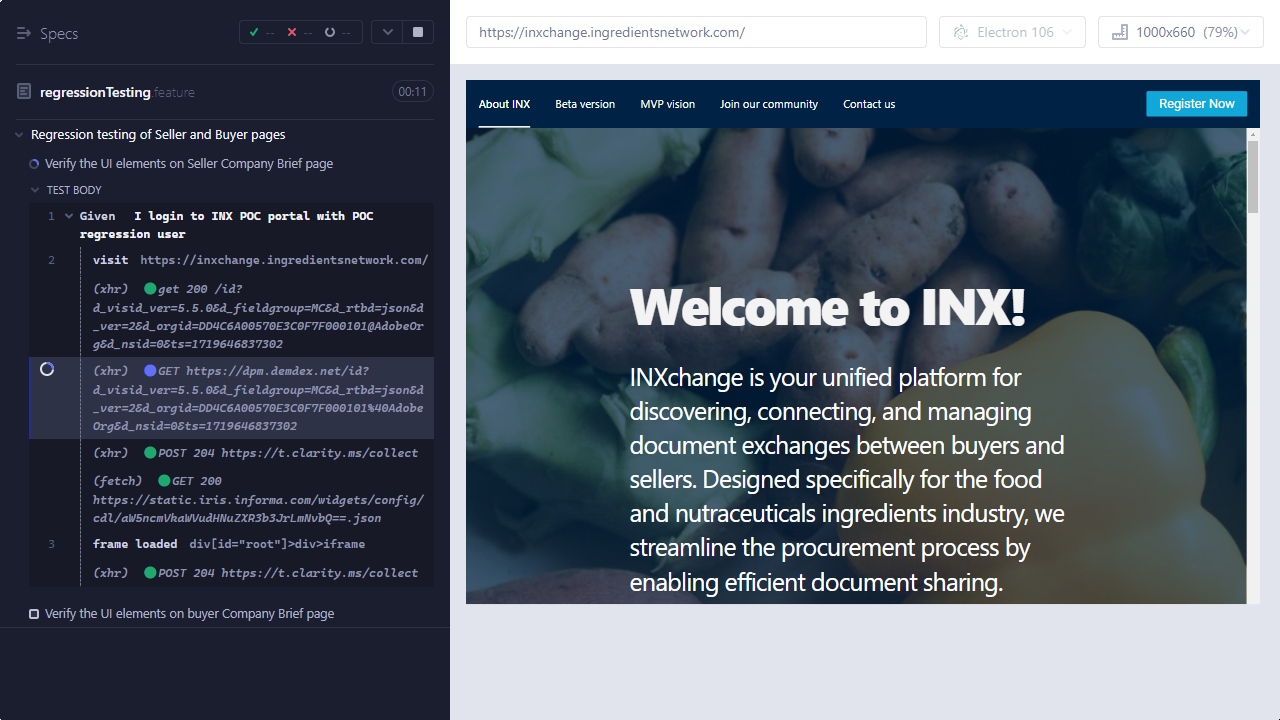 Specs
-- -- --
regressionTesting.feature
00:11
Regression testing of Seller and Buyer pages
Verify the UI elements on Seller Company Brief page
TEST BODY
1 Given I login to INX POC portal with POC
regression user
2 visit https://inxchange.ingredientsnetwork.com/
(xhr) get 200 /id?
d_visid_ver=5.5.0&d_fieldgroup=MC&d_rtbd=json&d
_ver=2&d_orgid=DD4C6A00570E3C0F7F000101@AdobeOr
g&d_nsid=0&ts=1719646837302
(xhr) GET https://dpm.demdex.net/id?
d_visid_ver=5.5.0&d_fieldgroup=MC&d_rtbd=json&d
_ver=2&d_orgid=DD4C6A00570E3C0F7F000101%40Adobe
Org&d_nsid=0&ts=1719646837302
(xhr) POST 204 https://t.clarity.ms/collect
(fetch) GET 200
https://static.iris.informa.com/widgets/config/
cdl/aW5ncmVkaWVudHNuZXR3b3JrLmNvbQ==.json
3 frame loaded div[id="root"]>div>iframe
(xhr) POST 204 https://t.clarity.ms/collect
Verify the UI elements on buyer Company Brief page
https://inxchange.ingredientsnetwork.com/
Electron 106
1000x660 (79%)
About INX Beta version MVP vision Join our community Contact us
Register Now
Welcome to INX!
INXchange is your unified platform for
discovering, connecting, and managing
document exchanges between buyers and
sellers. Designed specifically for the food
and nutraceuticals ingredients industry, we
streamline the procurement process by
enabling efficient document sharing.